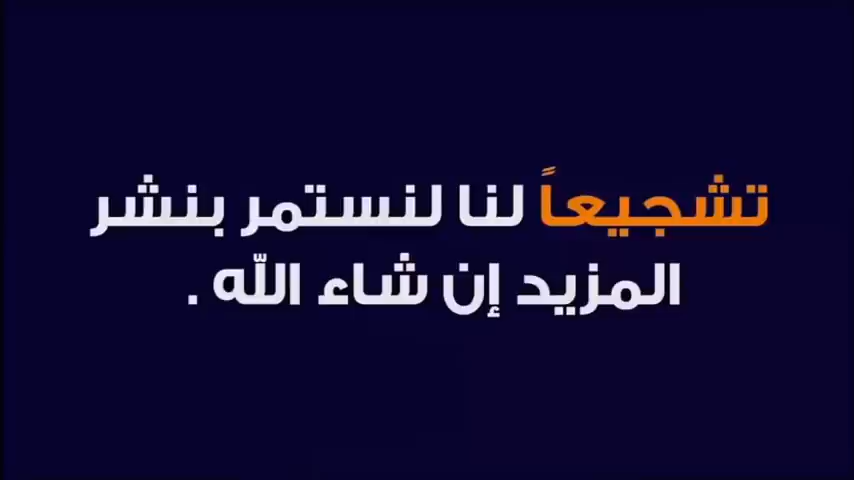 تشجيعاً لنا لنستمر بنشر
المزيد إن شاء الله .